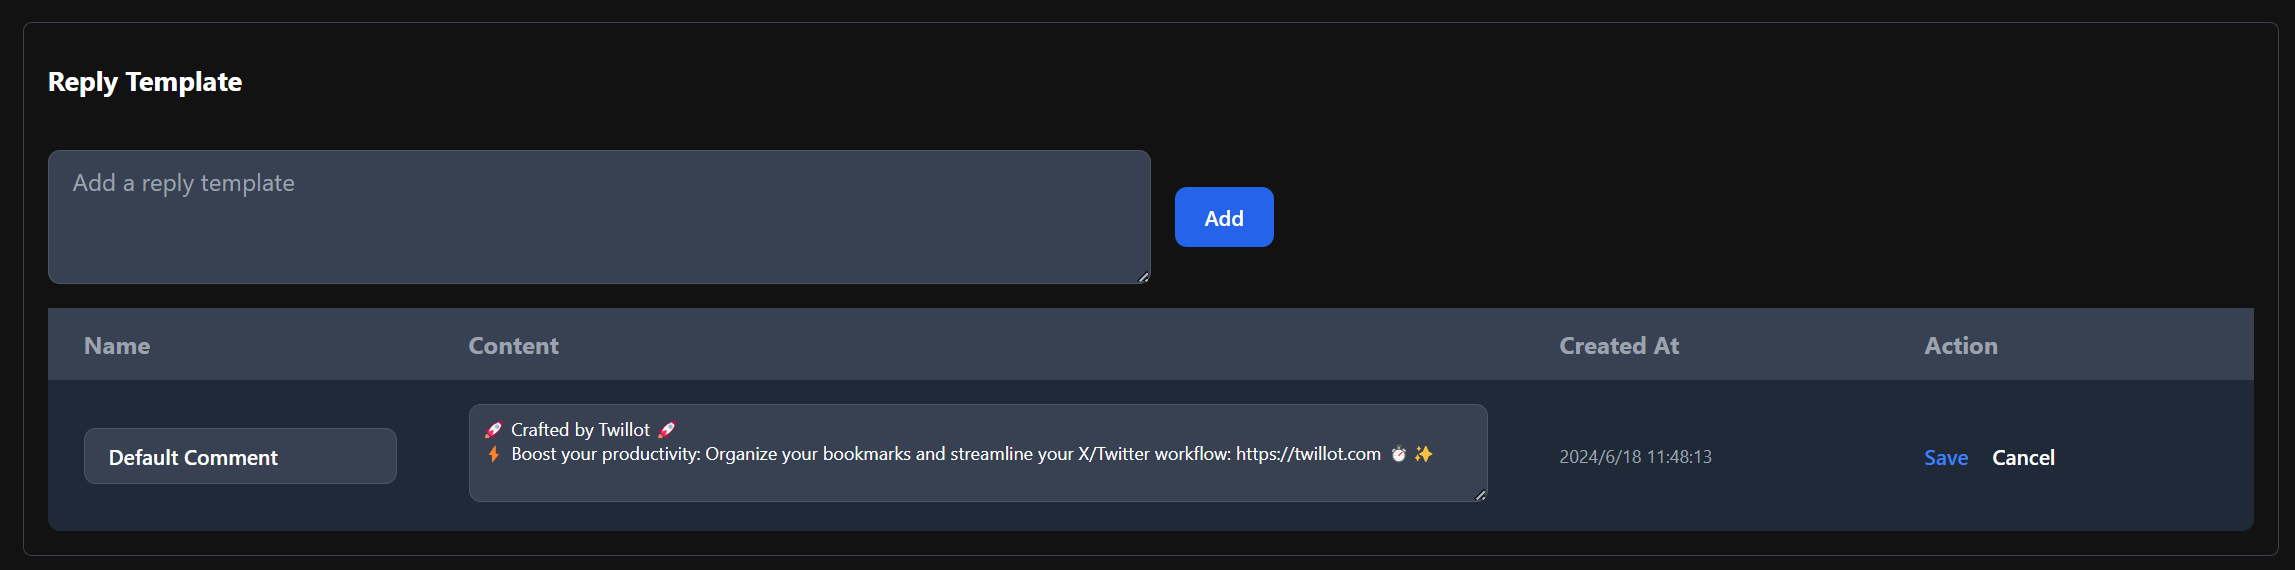 Reply Template
Add a reply template
Add
Name Content Created At Action
Default Comment
🚀 Crafted by Twillot 🚀
⚡ Boost your productivity: Organize your bookmarks and streamline your X/Twitter workflow: https://twillot.com ⏱️ ✨
2024/6/18 11:48:13
Save Cancel